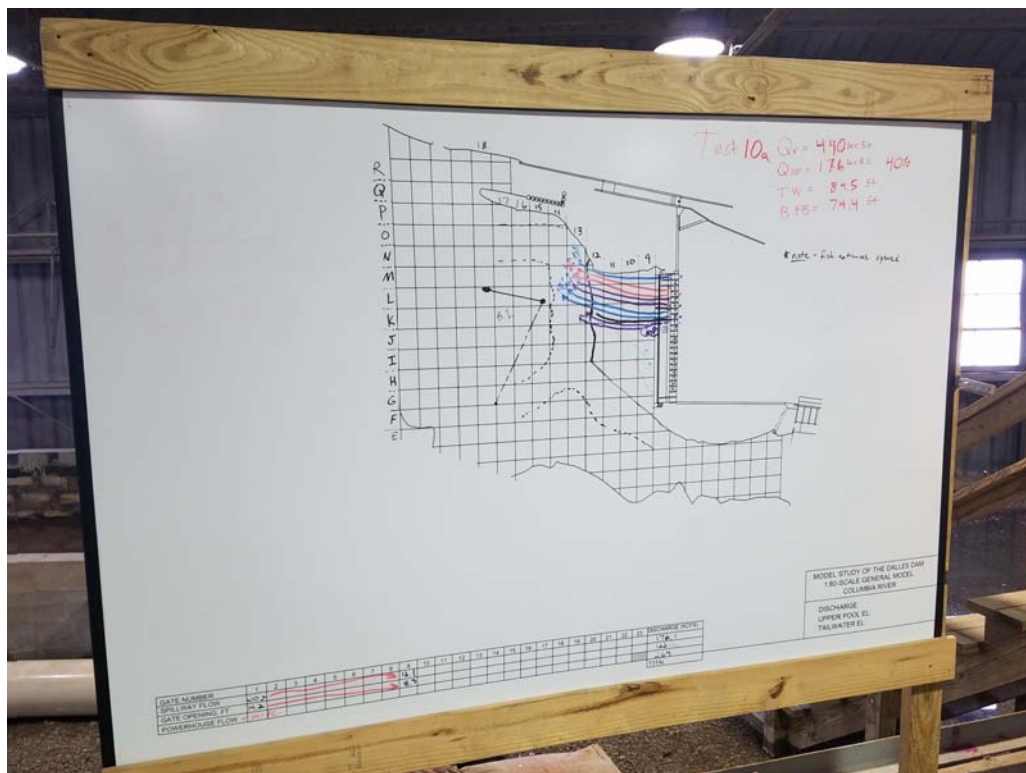 Test 10a Qr = 440 kcfs
Qsp = 176 kcfs 40%
TW = 84.5 ft
BFB = 74.4 ft
* note - fish
18
R
Q
P
O
N
M
L
K
J
I
H
G
F
E
17 16 15 14
13
12 11 10 9
MODEL STUDY OF THE DALLES DAM
1:80-SCALE GENERAL MODEL
COLUMBIA RIVER
DISCHARGE
UPPER POOL EL
TAILWATER EL
GATE NUMBER 2 3 4 5 6 7 8 9 10 11 12 13 14 15 16 17 18 19 20 21 22 23 DISCHARGE (KCFS)
SPILLWAY FLOW
GATE OPENING, FT
POWERHOUSE FLOW
TOTAL